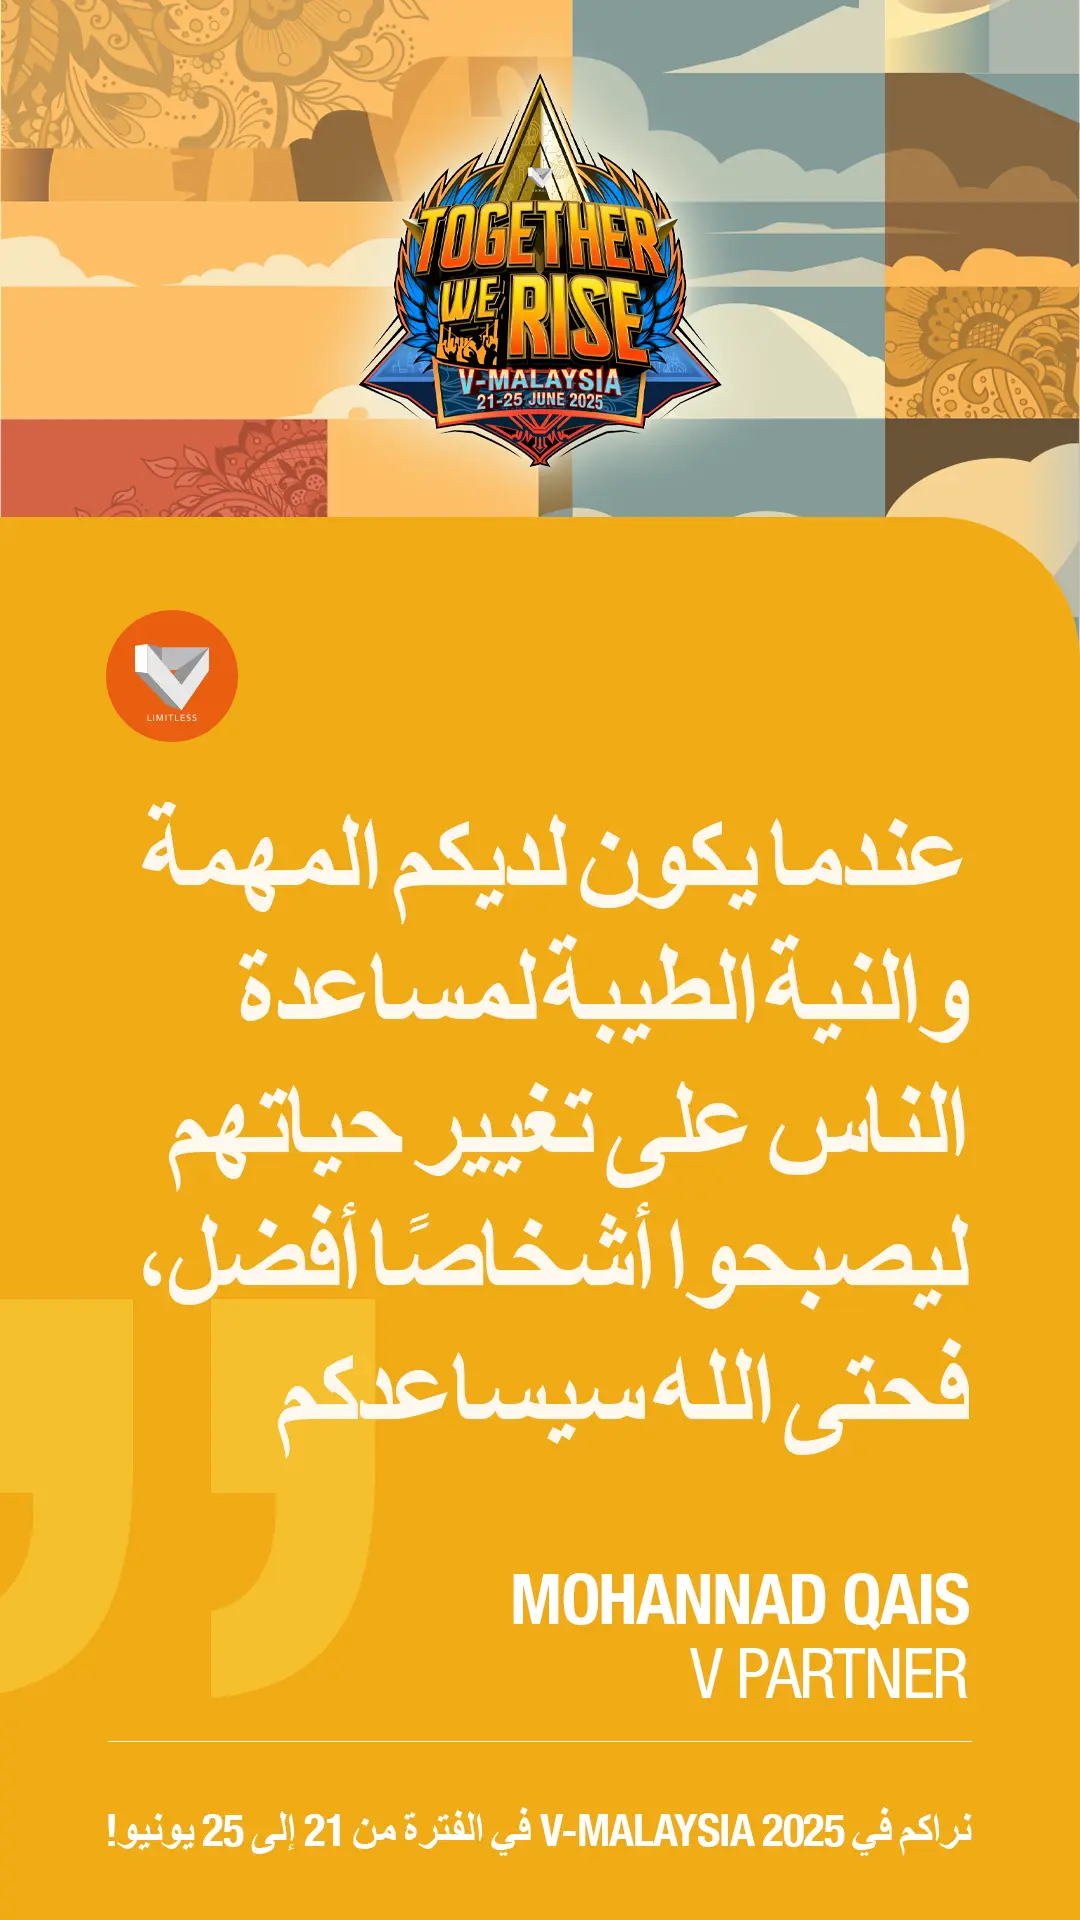 TOGETHER
WE RISE
V-MALAYSIA
21-25 JUNE 2025
LIMITLESS
عندما يكون لديكم المهمة
والنية الطيبة لمساعدة
الناس على تغيير حياتهم
ليصبحوا أشخاصًا أفضل،
فحتى الله سيساعدكم
MOHANNAD QAIS
V PARTNER
نراكم في V-MALAYSIA 2025 في الفترة من 21 إلى 25 يونيو!